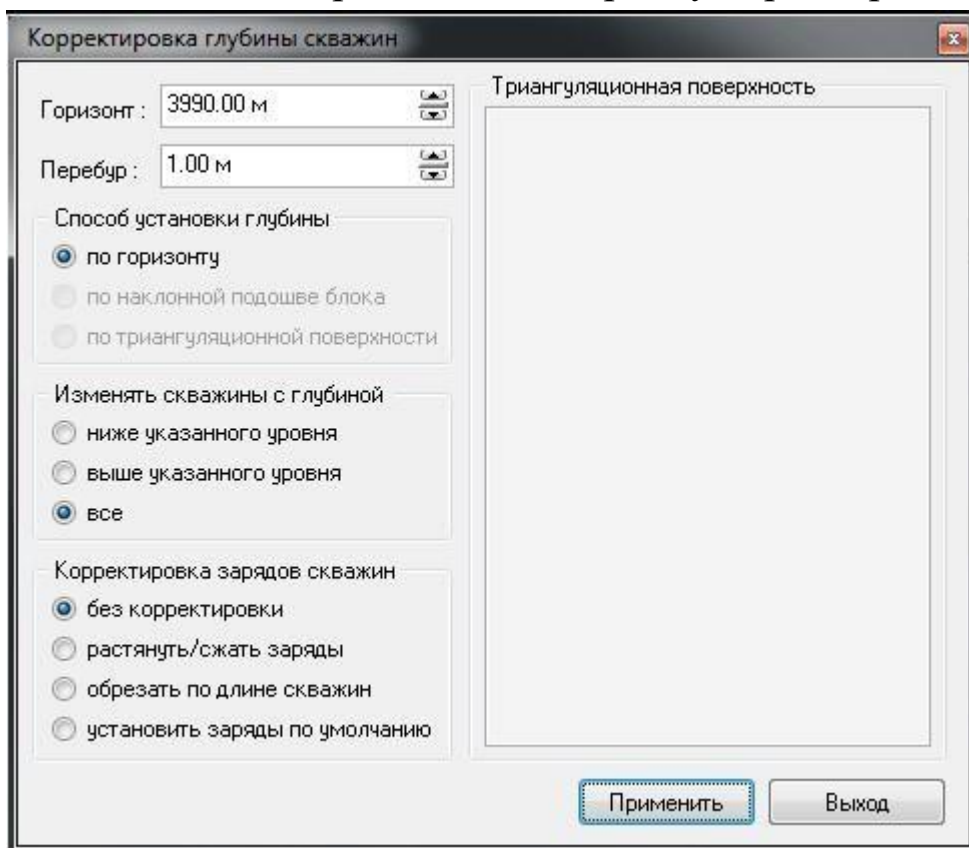 Корректировка глубины скважин
Горизонт : 3990.00 м
Перебур : 1.00 м
Способ установки глубины
по горизонту
по наклонной подошве блока
по триангуляционной поверхности
Изменять скважины с глубиной
ниже указанного уровня
выше указанного уровня
все
Корректировка зарядов скважин
без корректировки
растянуть/сжать заряды
обрезать по длине скважин
установить заряды по умолчанию
Триангуляционная поверхность
Применить Выход